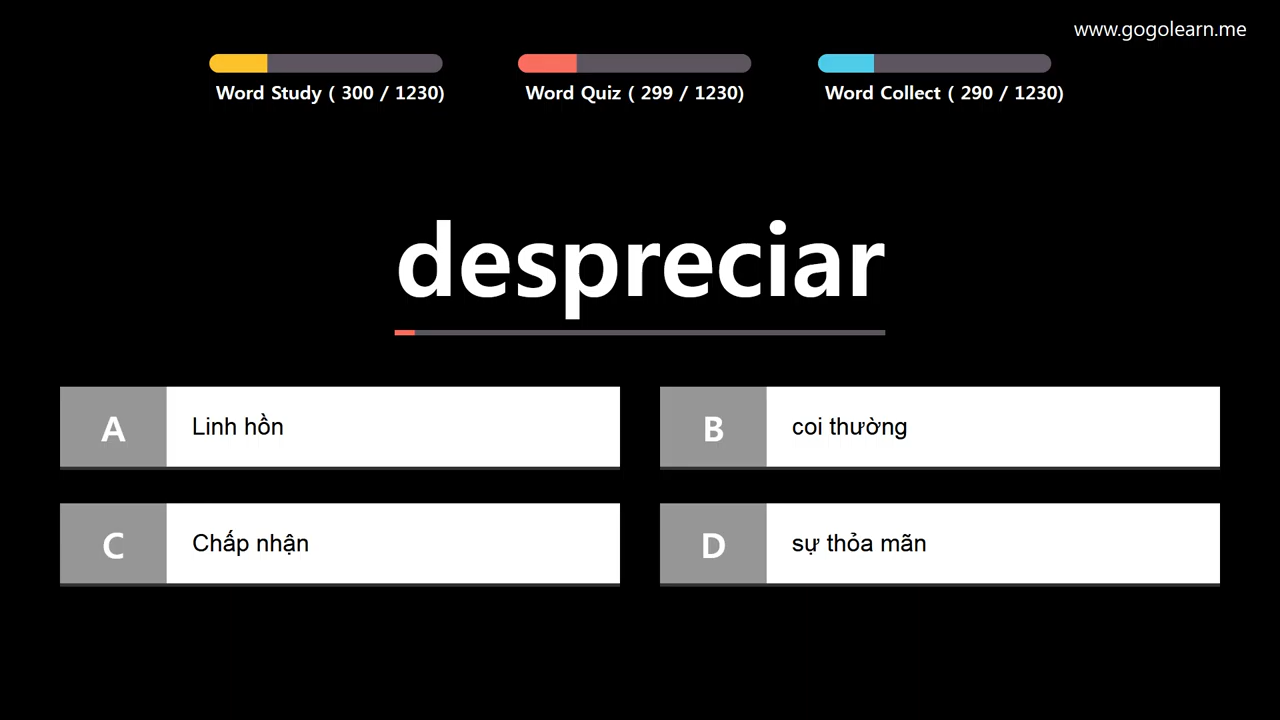 www.gogolearn.me
Word Study ( 300 / 1230)
Word Quiz ( 299 / 1230)
Word Collect ( 290 / 1230)
despreciar
A
Linh hồn
B
coi thường
C
Chấp nhận
D
sự thỏa mãn